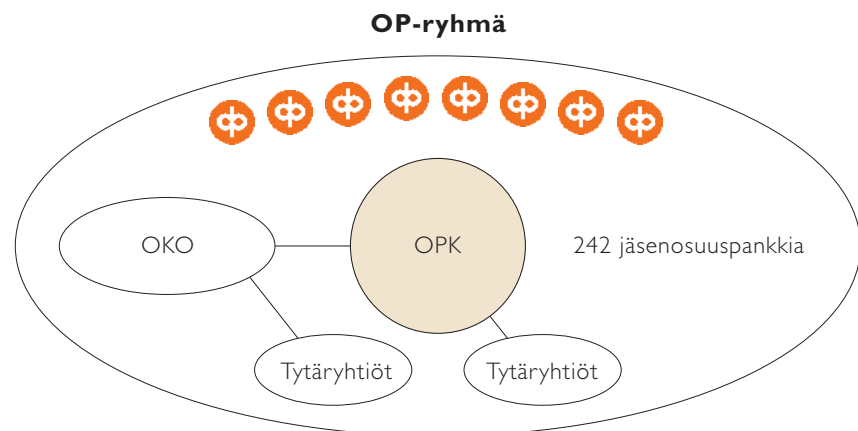 OP-ryhmä
OKO
OPK
242 jäsenosuuspankkia
Tytäryhtiöt
Tytäryhtiöt